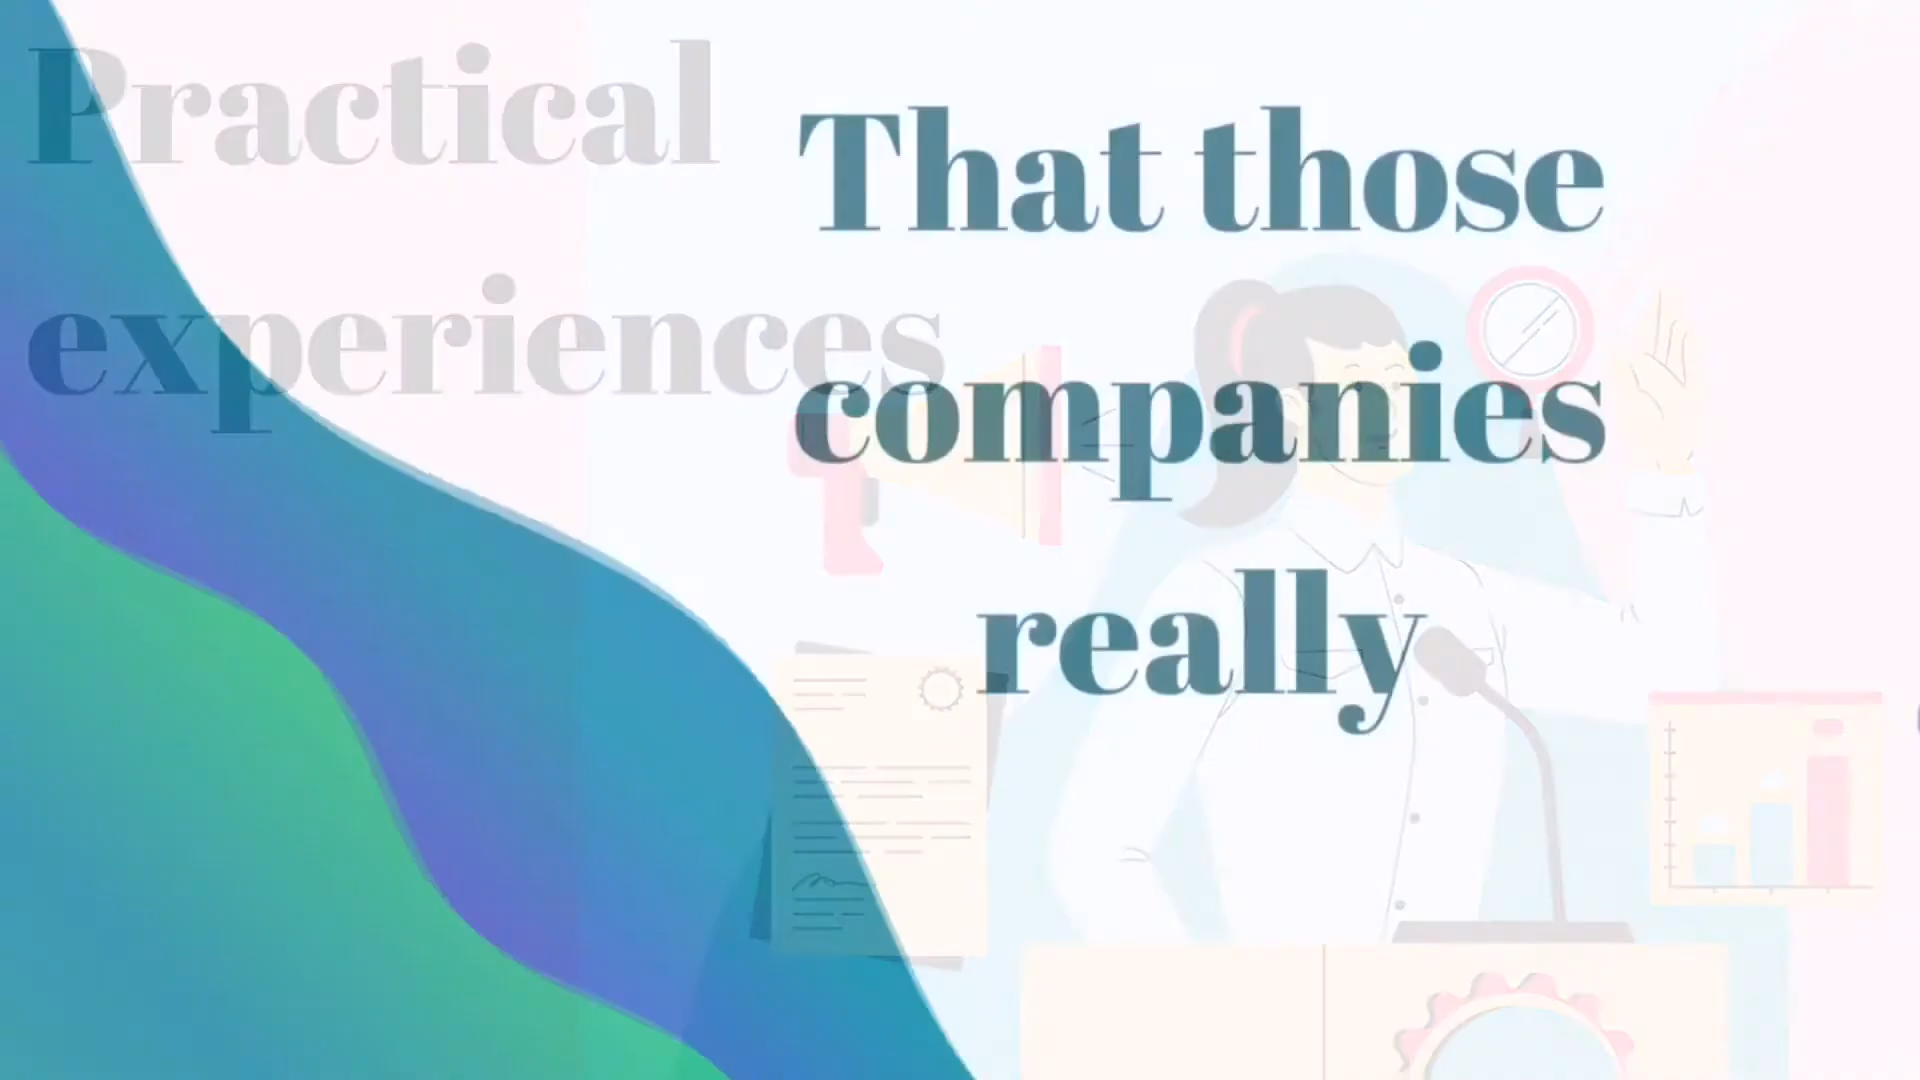 Practical
experiences
That those
companies
really